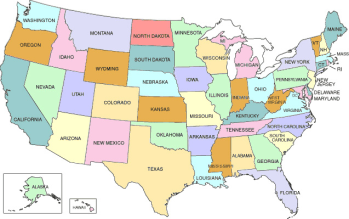 WASHINGTON
MAINE
MONTANA
NORTH DAKOTA
MINNESOTA
VT
NH
OREGON
IDAHO
SOUTH DAKOTA
WISCONSIN
MICHIGAN
NEW YORK
MASS
RI
WYOMING
NEBRASKA
IOWA
PENNSYLVANIA
NEW
JERSEY
NEVADA
UTAH
COLORADO
ILLINOIS
INDIANA
OHIO
WEST
VIRGINIA
DELAWARE
MARYLAND
CALIFORNIA
KANSAS
MISSOURI
KENTUCKY
VIRGINIA
ARIZONA
NEW MEXICO
OKLAHOMA
ARKANSAS
TENNESSEE
NORTH CAROLINA
SOUTH
CAROLINA
TEXAS
LOUISIANA
MISSISSIPPI
ALABAMA
GEORGIA
FLORIDA
ALASKA
HAWAII